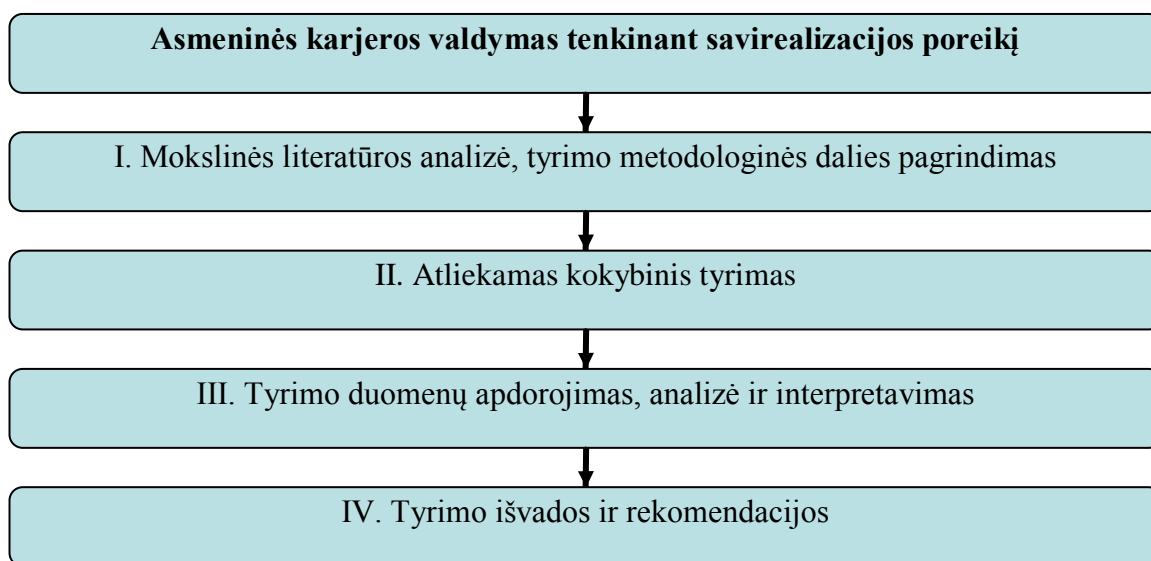 Asmeninės karjeros valdymas tenkinant savirealizacijos poreikį
I. Mokslinės literatūros analizė, tyrimo metodologinės dalies pagrindimas
II. Atliekamas kokybinis tyrimas
III. Tyrimo duomenų apdorojimas, analizė ir interpretavimas
IV. Tyrimo išvados ir rekomendacijos